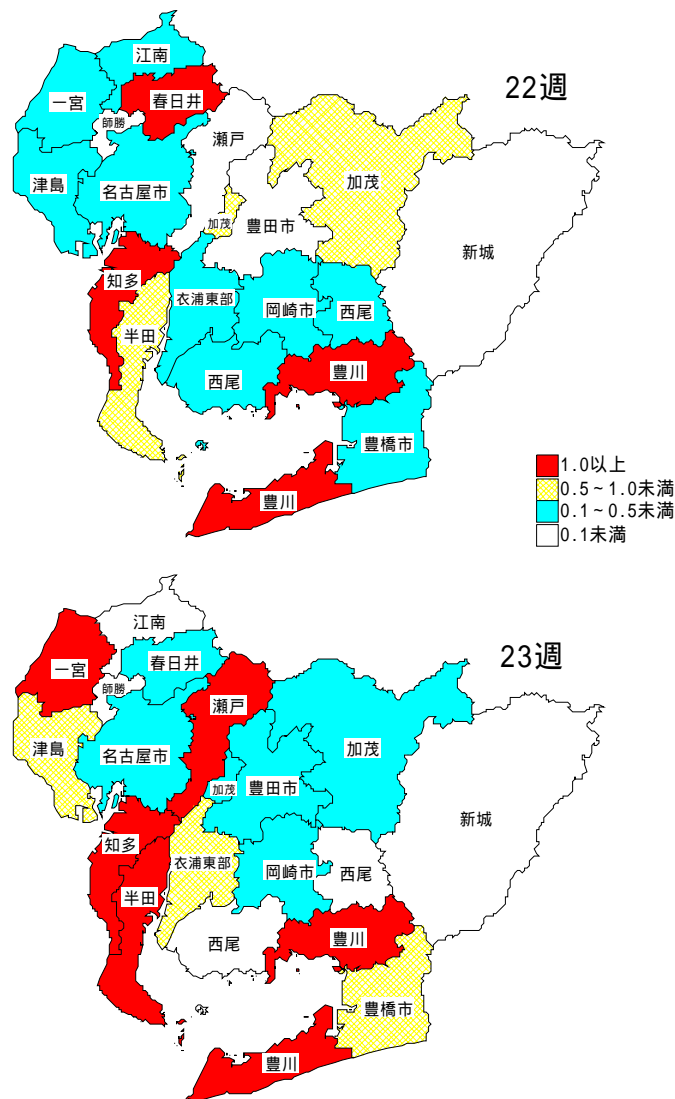 江南
一宮
春日井
22週
師勝
瀬戸
加茂
津島
名古屋市
加茂
豊田市
新城
知多
衣浦東部
岡崎市
西尾
半田
西尾
豊川
豊橋市
豊川
1.0以上
0.5~1.0未満
0.1~0.5未満
0.1未満
江南
23週
一宮
春日井
師勝
瀬戸
津島
名古屋市
加茂
加茂
豊田市
新城
知多
衣浦東部
岡崎市
西尾
半田
西尾
豊川
豊橋市
豊川